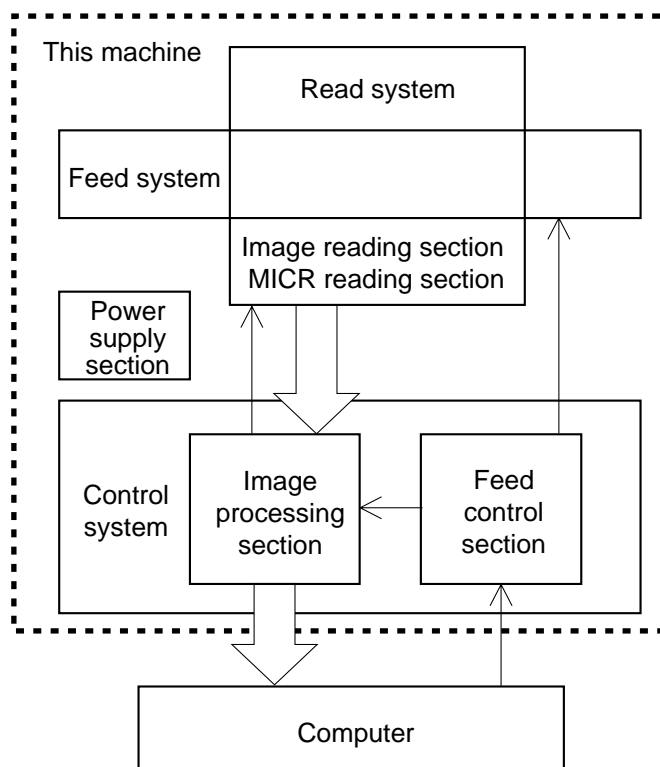 This machine
Read system
Feed system
Image reading section
MICR reading section
Power
supply
section
Control
system
Image
processing
section
Feed
control
section
Computer